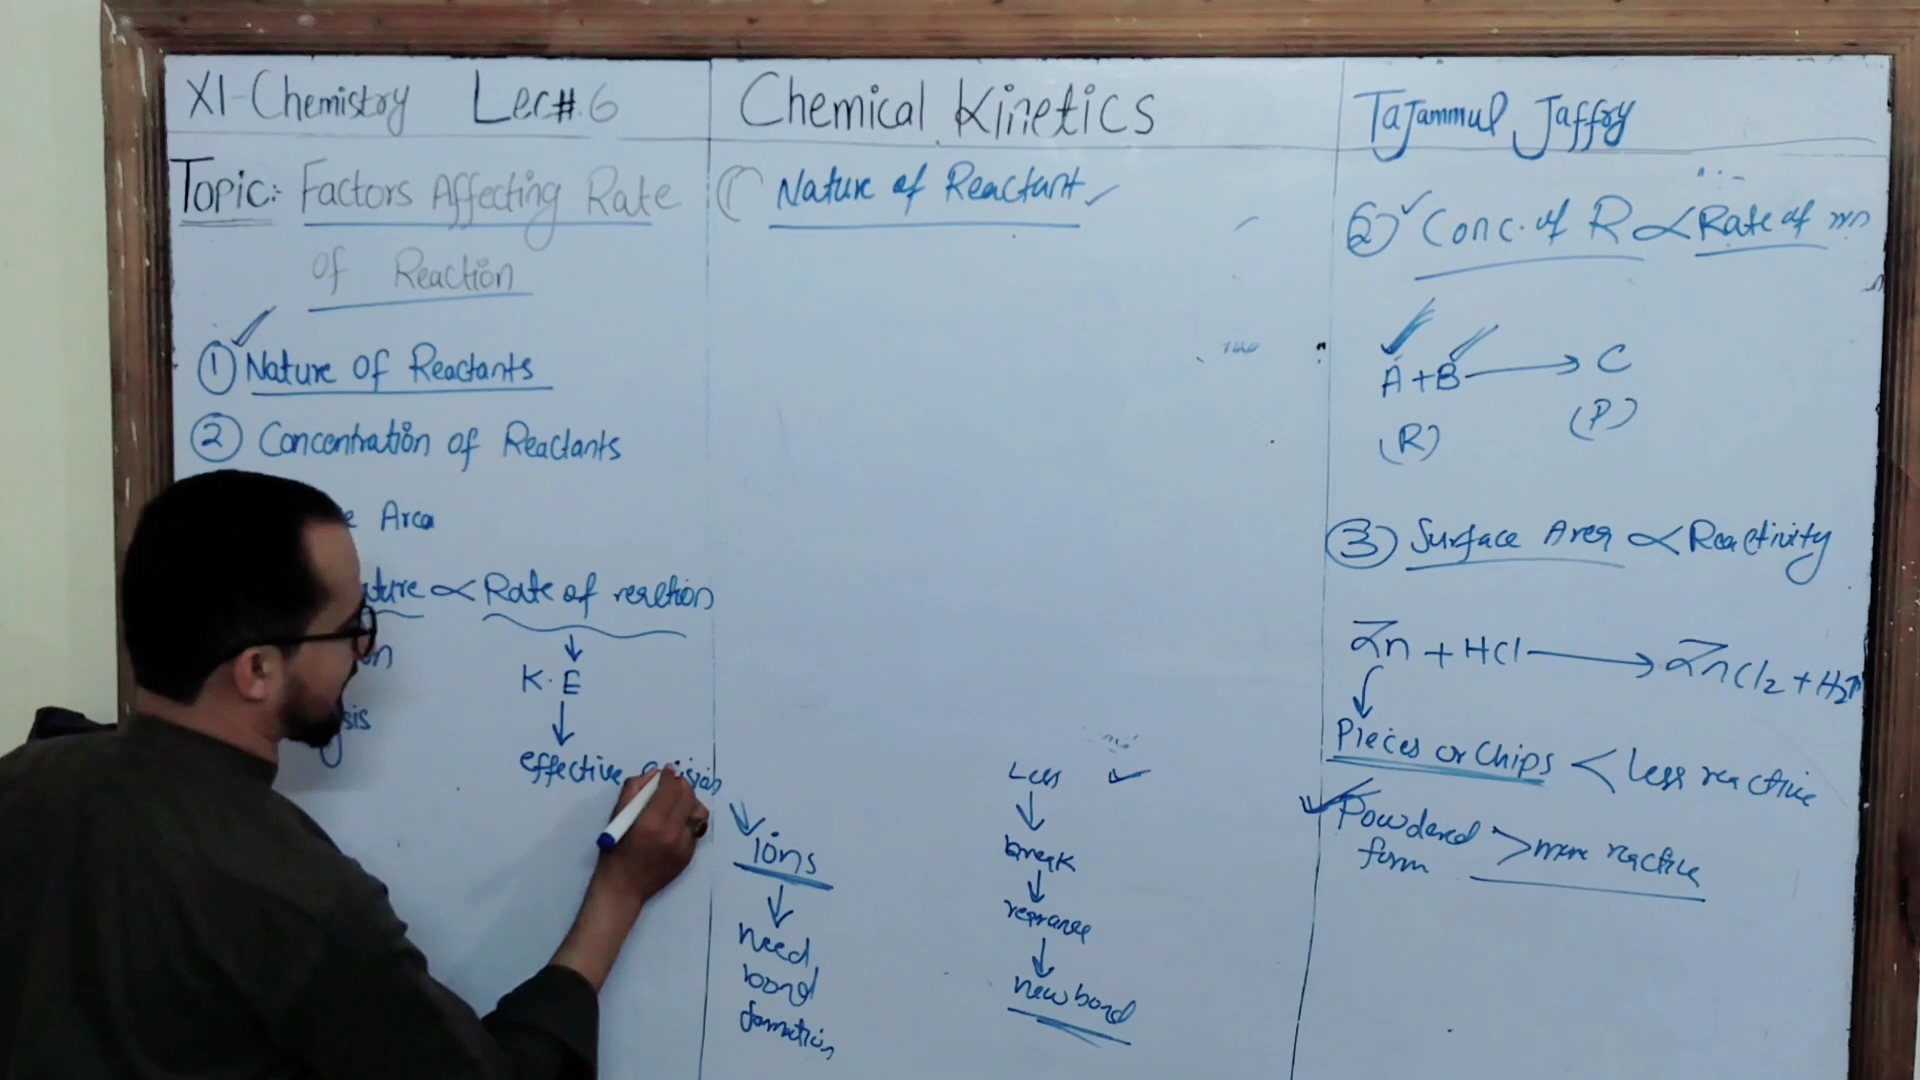 XI-Chemistry Lec#.6
Topic:- Factors Affecting Rate
of Reaction
① Nature Of Reactants
② Concentration of Reactants
Area
∝ Rate of reaction
K.E
effective
Chemical Kinetics
Nature of Reactant
Ions
Need
bond
formation
Less
break
new bond
Tajammul Jaffry
② Conc. of R ∝ Rate of
A + B → C
(R) (P)
③ Surface Area ∝ Reactivity
Zn + HCl → ZnCl₂ + H₂↑
Pieces or Chips < less reactive
Powdered > more reactive
form